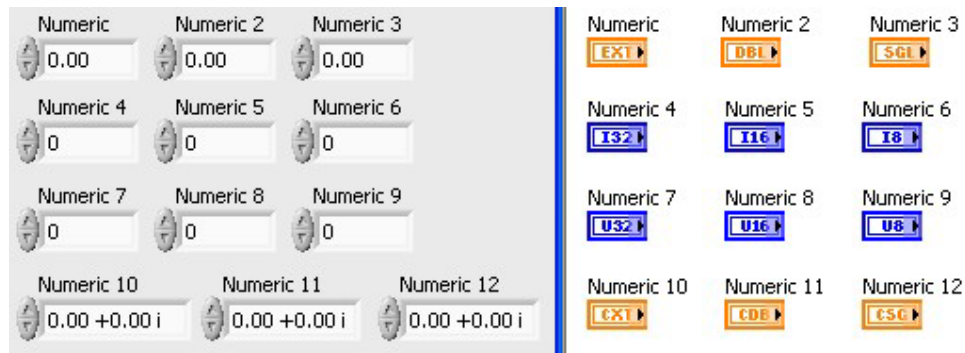 Numeric Numeric 2 Numeric 3
0.00 0.00 0.00
Numeric 4 Numeric 5 Numeric 6
0 0 0
Numeric 7 Numeric 8 Numeric 9
0 0 0
Numeric 10 Numeric 11 Numeric 12
0.00 +0.00 i 0.00 +0.00 i 0.00 +0.00 i
Numeric Numeric 2 Numeric 3
EXT DBL SGL
Numeric 4 Numeric 5 Numeric 6
I32 I16 I8
Numeric 7 Numeric 8 Numeric 9
U32 U16 U8
Numeric 10 Numeric 11 Numeric 12
CXT CDB CSG